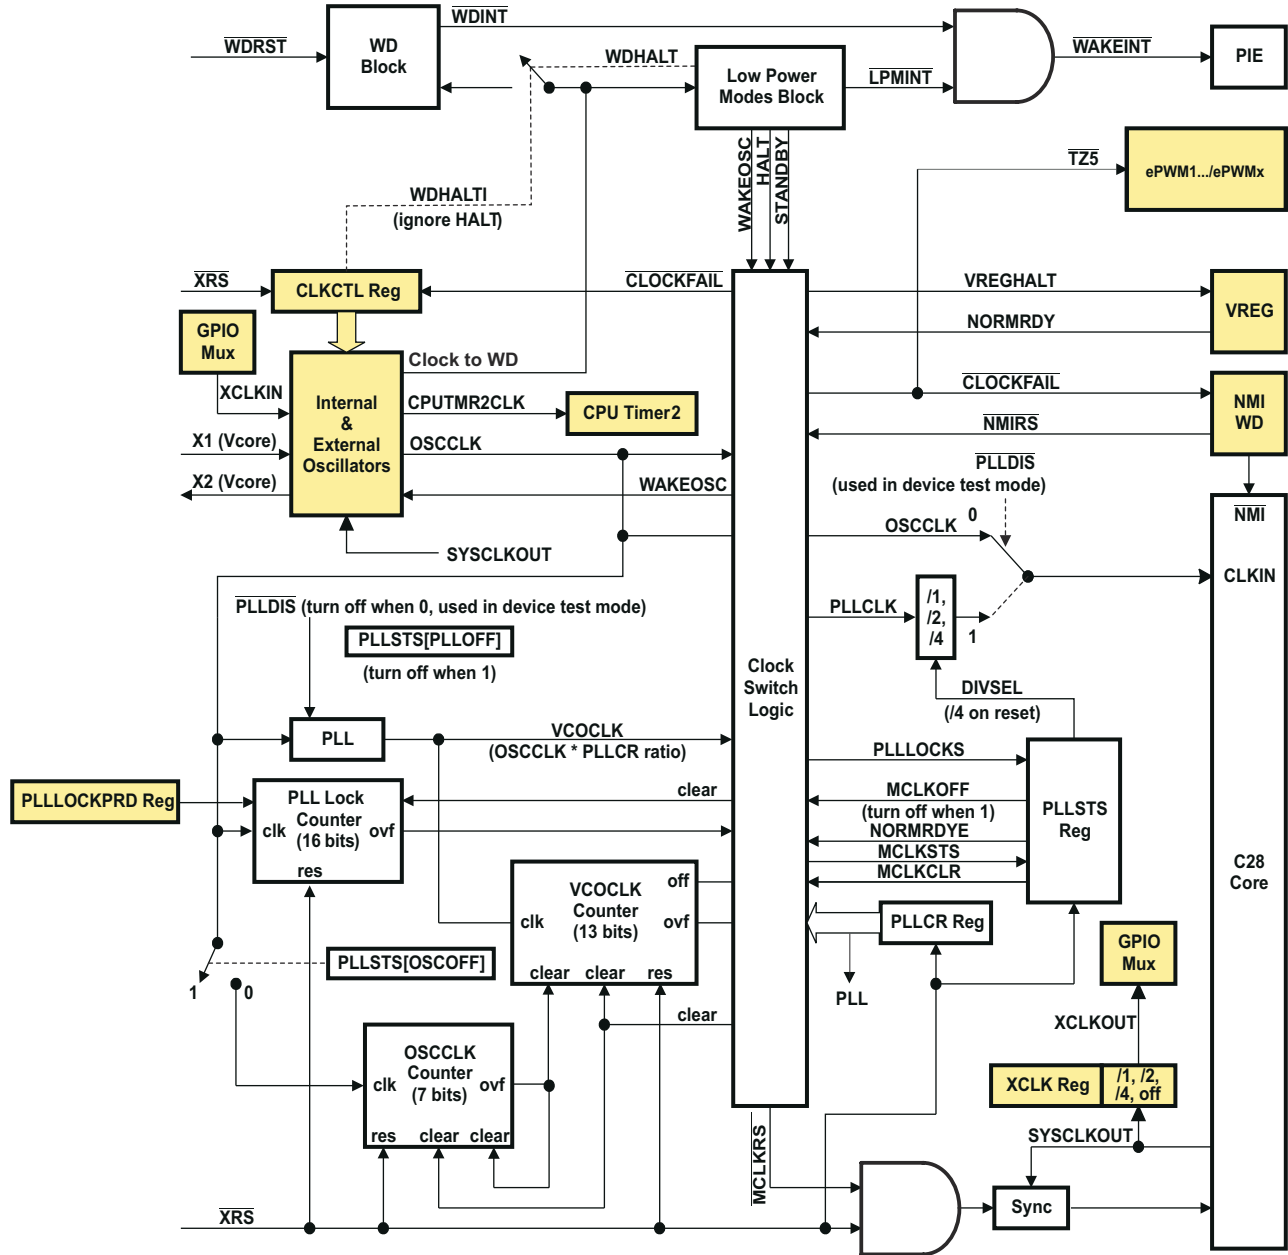 WDINT
WDRST
WD
Block
WDHALT
Low Power
Modes Block
LPMINT
WAKEINT
PIE
WAKEOSC
HALT
STANDBY
TZ5
ePWM1.../ePWMx
WDHALTI
(ignore HALT)
XRS
CLKCTL Reg
CLOCKFAIL
VREGHALT
VREG
NORMRDY
GPIO
Mux
XCLKIN
Clock to WD
Internal
&
External
Oscillators
CPUTMR2CLK
CPU Timer2
OSCCLK
X1 (Vcore)
X2 (Vcore)
WAKEOSC
SYSCLKOUT
CLOCKFAIL
NMI
WD
NMIRS
PLLDIS
(used in device test mode)
OSCCLK
0
NMI
CLKIN
PLLCLK
/1,
/2,
/4
1
PLLDIS (turn off when 0, used in device test mode)
PLLSTS[PLLOFF]
(turn off when 1)
Clock
Switch
Logic
DIVSEL
(/4 on reset)
PLL
VCOCLK
(OSCCLK * PLLCR ratio)
PLLLOCKS
PLLLOCKPRD Reg
PLL Lock
Counter
(16 bits)
clk
ovf
res
clear
MCLKOFF
(turn off when 1)
NORMRDYE
MCLKSTS
MCLKCLR
PLLSTS
Reg
C28
Core
VCOCLK
Counter
(13 bits)
off
clk
ovf
clear
clear
res
PLLCR Reg
PLL
GPIO
Mux
XCLKOUT
PLLSTS[OSCOFF]
1
0
clear
OSCCLK
Counter
(7 bits)
clk
ovf
res
clear
clear
XCLK Reg
/1, /2,
/4, off
SYSCLKOUT
MCLKRS
Sync
XRS